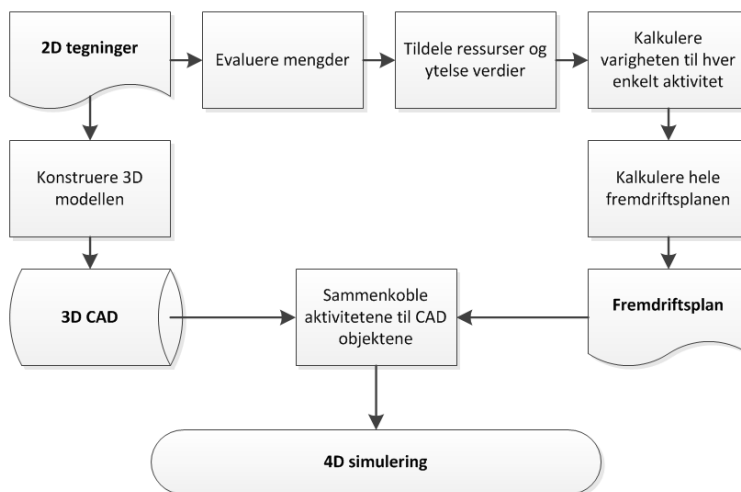 2D tegninger
Evaluere mengder
Tildele ressurser og
ytelse verdier
Kalkulere
varigheten til hver
enkelt aktivitet
Konstruere 3D
modellen
Kalkulere hele
fremdriftsplanen
3D CAD
Sammenkoble
aktivitetene til CAD
objektene
Fremdriftsplan
4D simulering